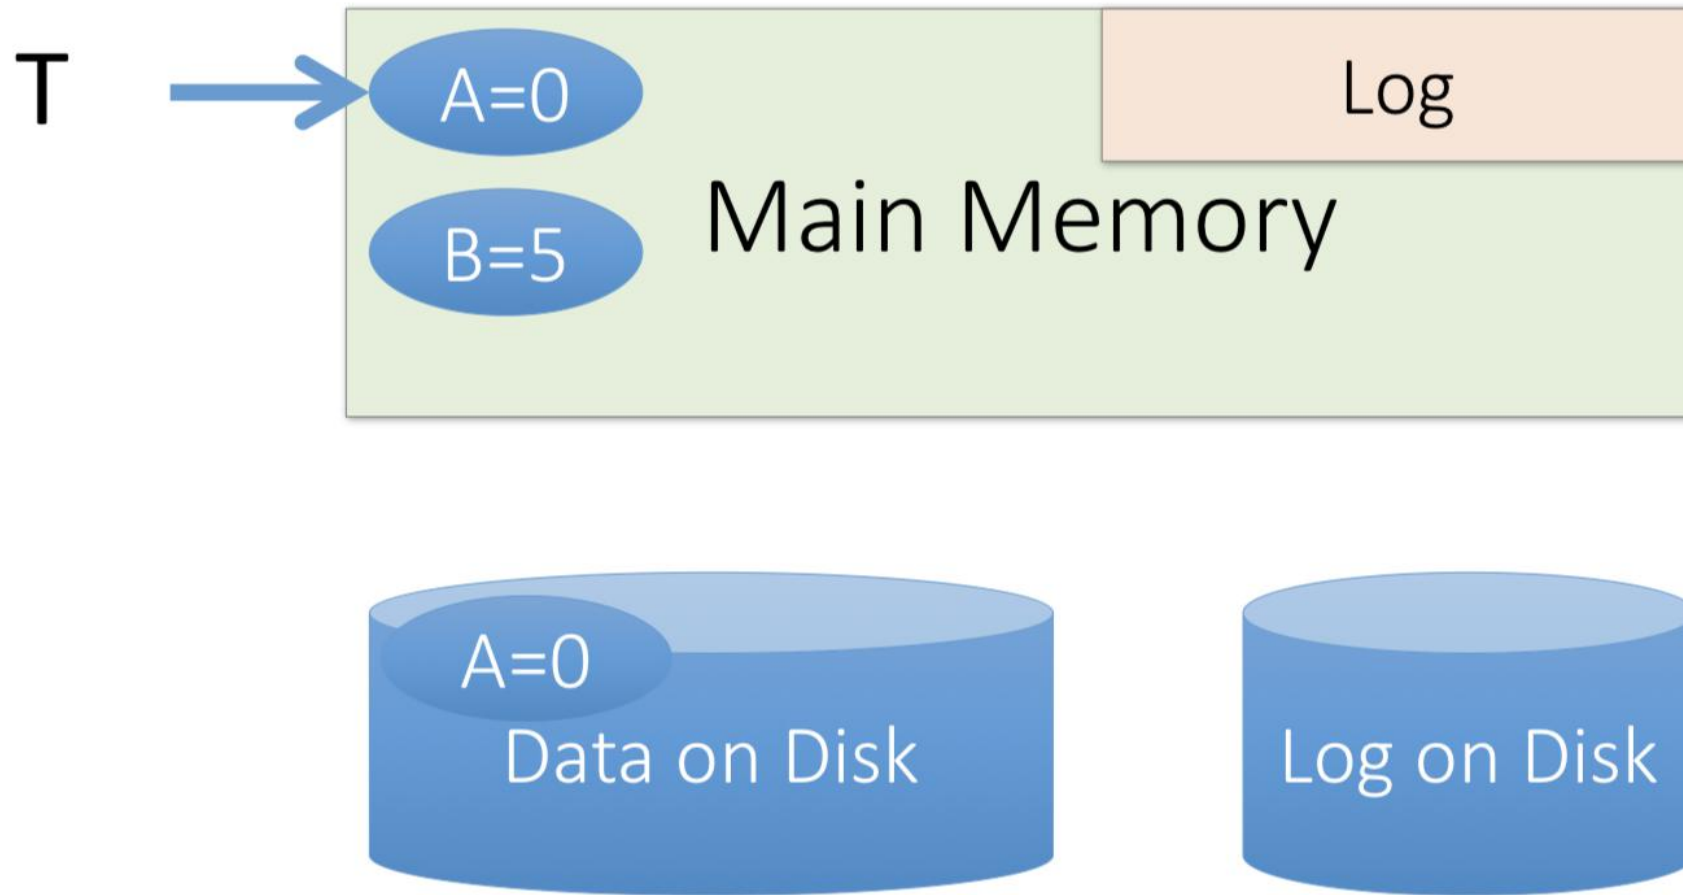 T
A=0
Log
B=5
Main Memory
A=0
Data on Disk
Log on Disk